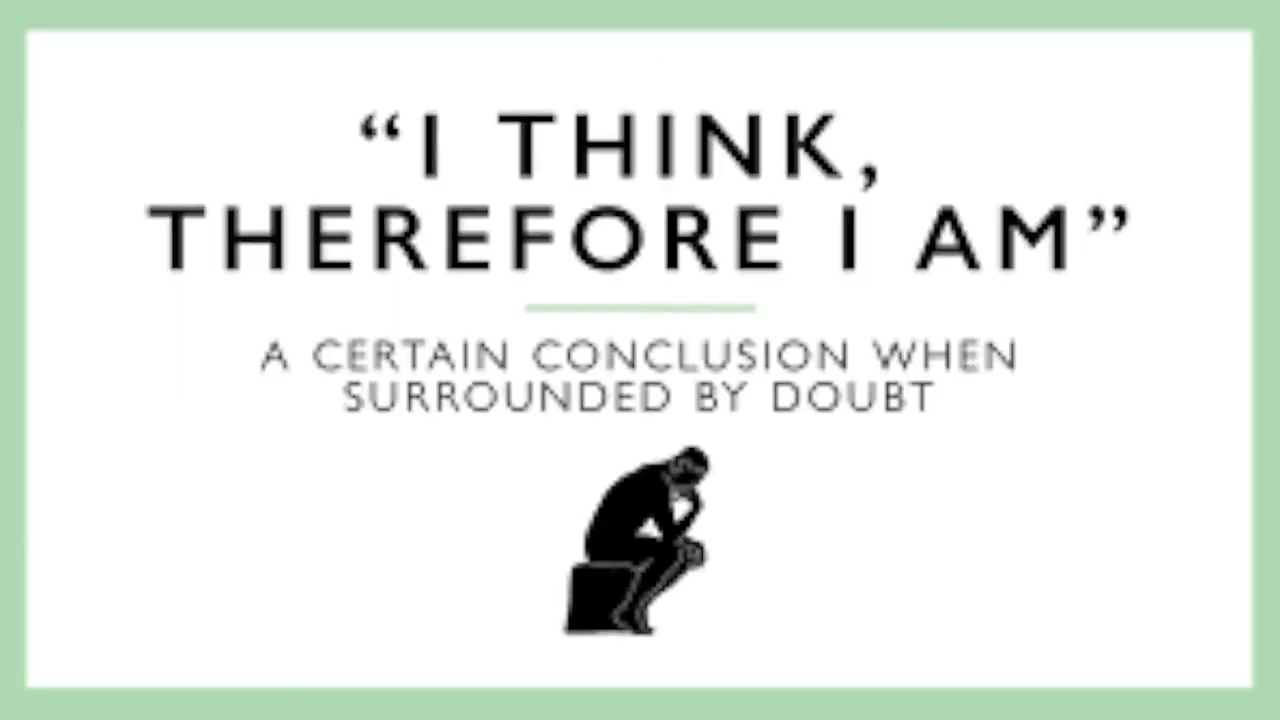 “I THINK,
THEREFORE I AM”
A CERTAIN CONCLUSION WHEN
SURROUNDED BY DOUBT